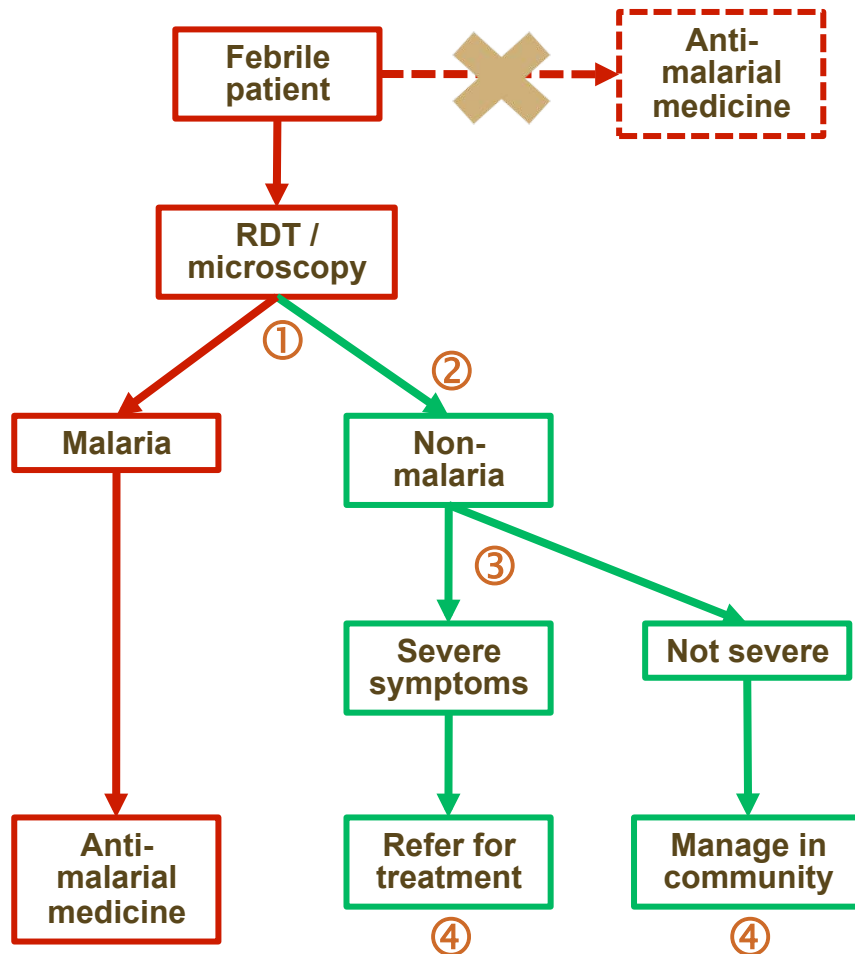 Febrile
patient
Anti-
malarial
medicine
RDT /
microscopy
①
②
Malaria
Non-
malaria
③
Severe
symptoms
Not severe
Anti-
malarial
medicine
Refer for
treatment
Manage in
community
④
④